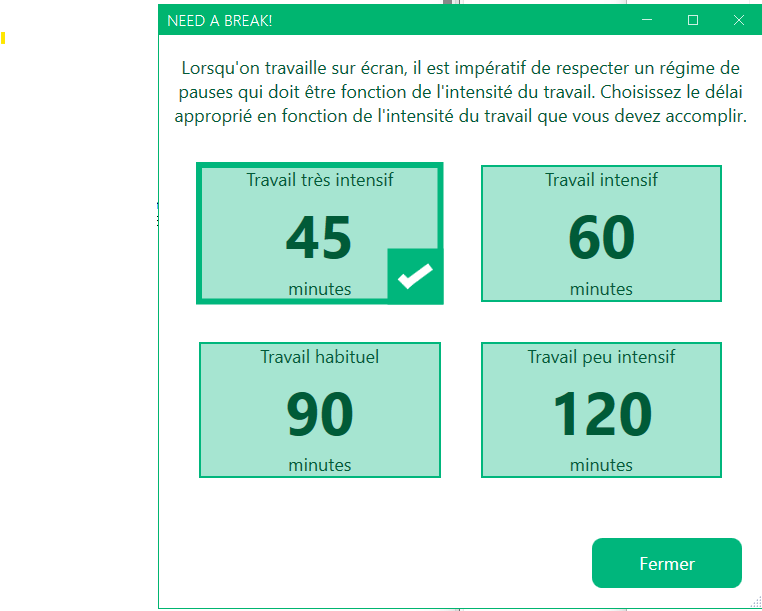 NEED A BREAK!
Lorsqu'on travaille sur écran, il est impératif de respecter un régime de
pauses qui doit être fonction de l'intensité du travail. Choisissez le délai
approprié en fonction de l'intensité du travail que vous devez accomplir.
Travail très intensif
45
minutes
Travail intensif
60
minutes
Travail habituel
90
minutes
Travail peu intensif
120
minutes
Fermer